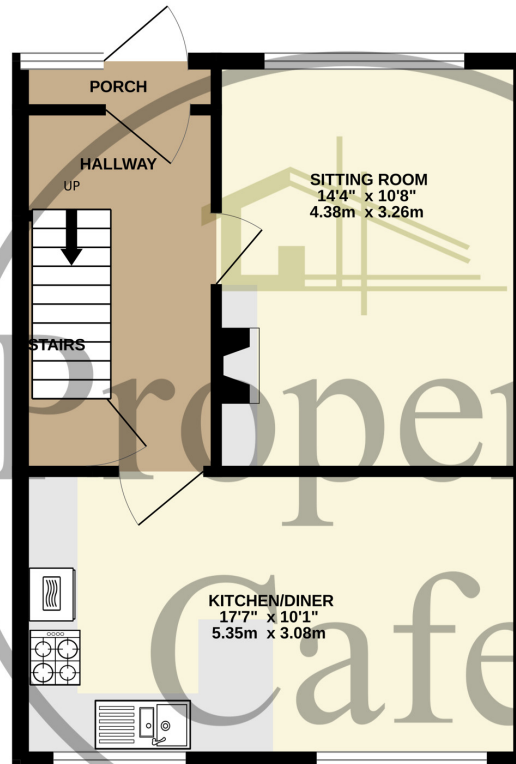 PORCH
HALLWAY
UP
SITTING ROOM
14'4" x 10'8"
4.38m x 3.26m
STAIRS
Proper
KITCHEN/DINER
17'7" x 10'1"
5.35m x 3.08m
Cafe